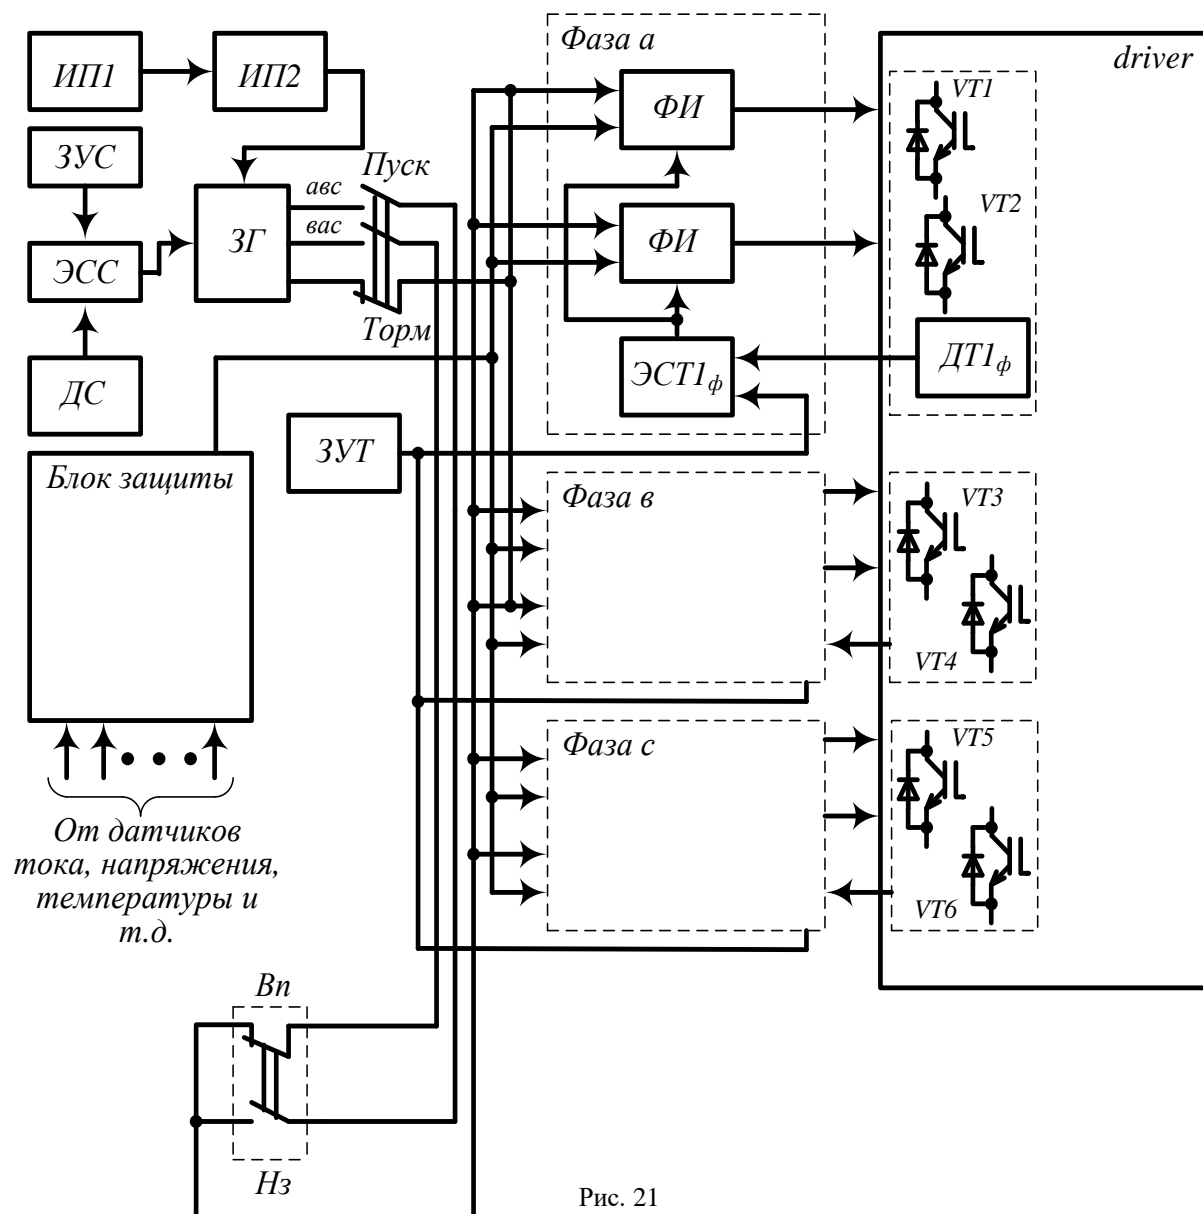 Фаза а
driver
ИП1
ИП2
ФИ
VT1
ЗУС
Пуск
авс
вас
ЗГ
ФИ
VT2
ЭСС
Торм
ДС
ЭСТ1ф
ДТ1ф
ЗУТ
Блок защиты
Фаза в
VT3
VT4
Фаза с
VT5
VT6
От датчиков
тока, напряжения,
температуры и
т.д.
Вп
Нз
Рис. 21